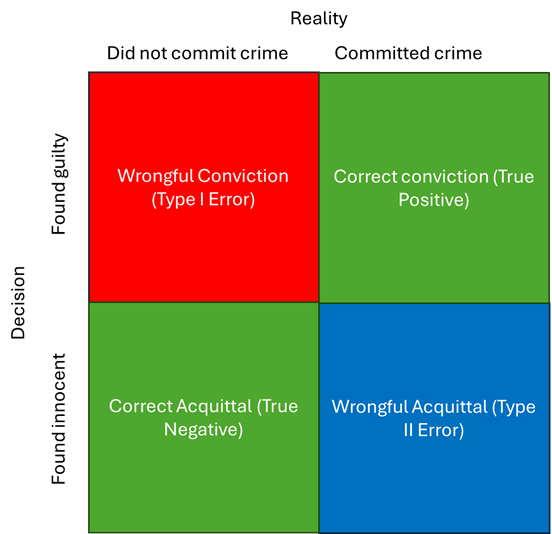 Reality
Did not commit crime
Committed crime
Decision
Found guilty
Wrongful Conviction
(Type I Error)
Correct conviction (True
Positive)
Found innocent
Correct Acquittal (True
Negative)
Wrongful Acquittal (Type
II Error)